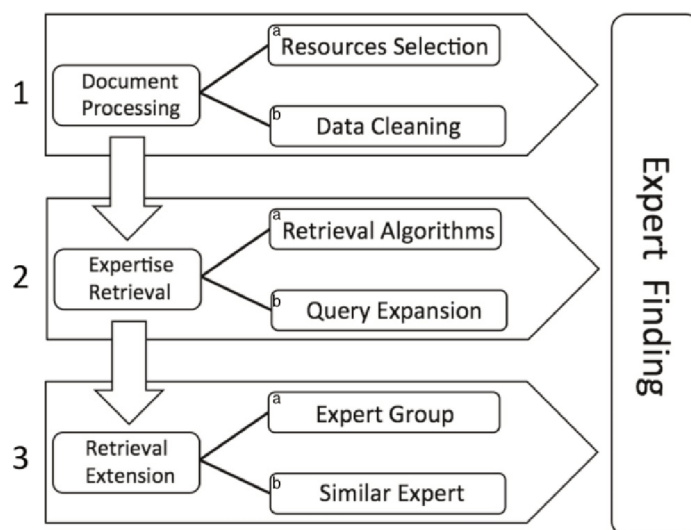 1
Document
Processing
a
Resources Selection
b
Data Cleaning
2
Expertise
Retrieval
a
Retrieval Algorithms
b
Query Expansion
3
Retrieval
Extension
a
Expert Group
b
Similar Expert
Expert Finding